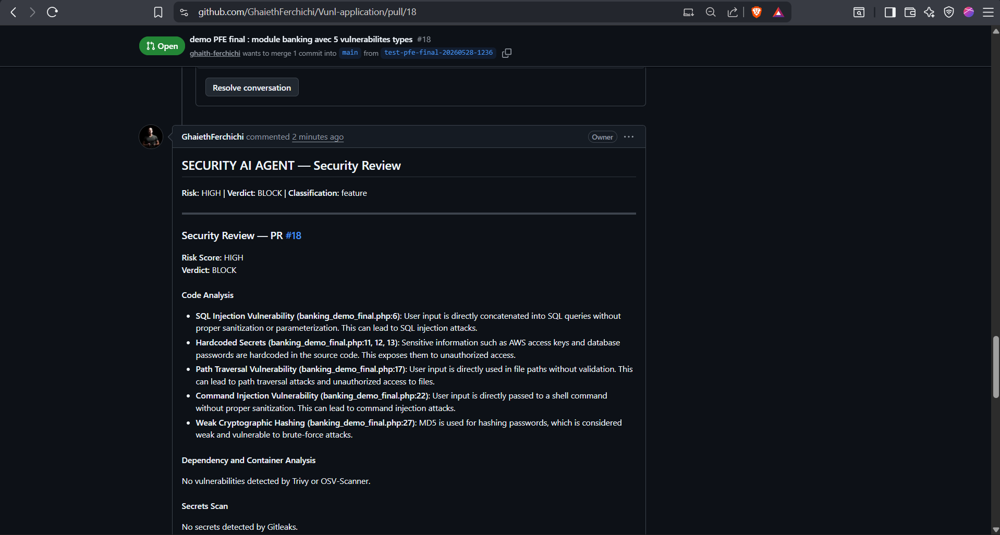 github.com/GhaiethFerchichi/Vunl-application/pull/18
Open
demo PFE final : module banking avec 5 vulnerabilites types #18
ghaith-ferchichi wants to merge 1 commit into main from test-pfe-final-20260528-1236
Resolve conversation
GhaiethFerchichi commented 2 minutes ago
Owner
SECURITY AI AGENT — Security Review
Risk: HIGH | Verdict: BLOCK | Classification: feature
Security Review — PR #18
Risk Score: HIGH
Verdict: BLOCK
Code Analysis
• SQL Injection Vulnerability (banking_demo_final.php:6): User input is directly concatenated into SQL queries without
proper sanitization or parameterization. This can lead to SQL injection attacks.
• Hardcoded Secrets (banking_demo_final.php:11, 12, 13): Sensitive information such as AWS access keys and database
passwords are hardcoded in the source code. This exposes them to unauthorized access.
• Path Traversal Vulnerability (banking_demo_final.php:17): User input is directly used in file paths without validation. This
can lead to path traversal attacks and unauthorized access to files.
• Command Injection Vulnerability (banking_demo_final.php:22): User input is directly passed to a shell command
without proper sanitization. This can lead to command injection attacks.
• Weak Cryptographic Hashing (banking_demo_final.php:27): MD5 is used for hashing passwords, which is considered
weak and vulnerable to brute-force attacks.
Dependency and Container Analysis
No vulnerabilities detected by Trivy or OSV-Scanner.
Secrets Scan
No secrets detected by Gitleaks.